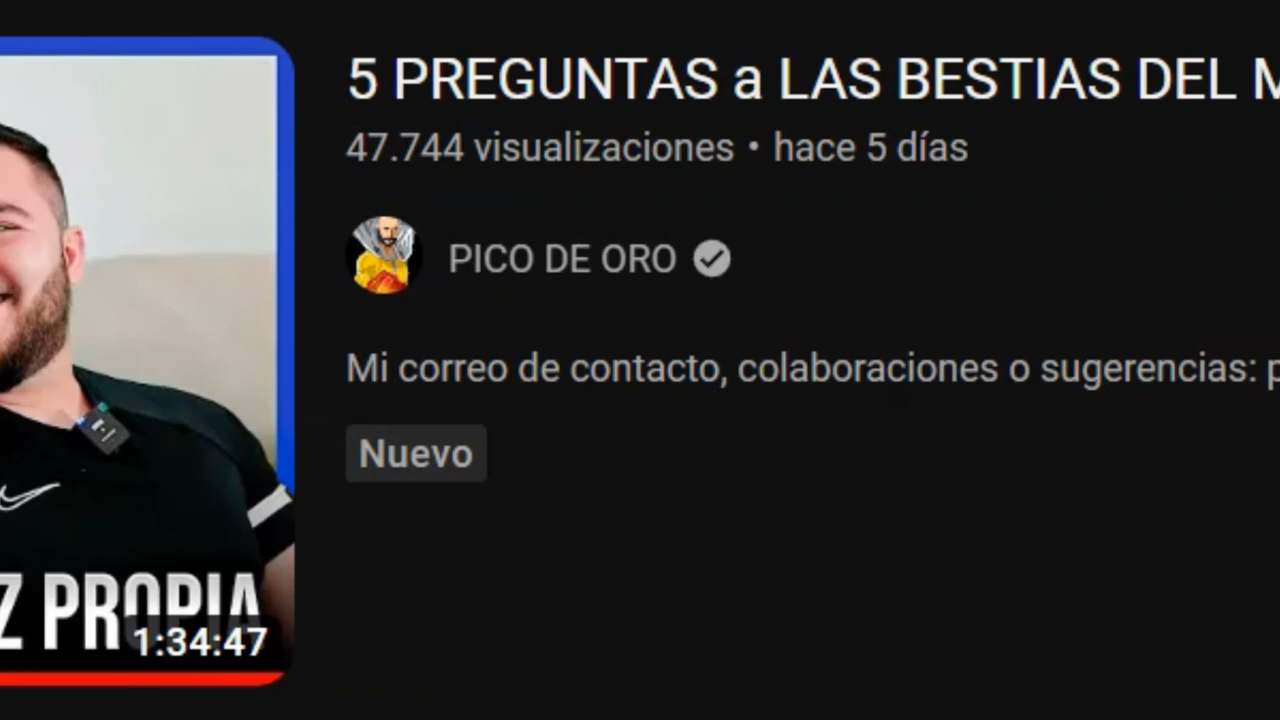 5 PREGUNTAS a LAS BESTIAS DEL M
47.744 visualizaciones • hace 5 días
PICO DE ORO
Mi correo de contacto, colaboraciones o sugerencias: p
Nuevo
Z PROPIA
1:34:47